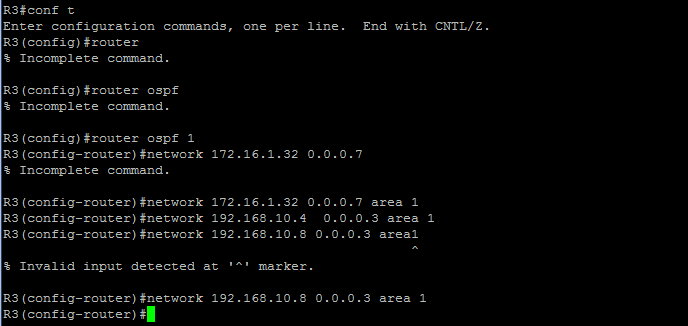 R3#conf t
Enter configuration commands, one per line.  End with CNTL/Z.
R3(config)#router
% Incomplete command.
R3(config)#router ospf
% Incomplete command.
R3(config)#router ospf 1
R3(config-router)#network 172.16.1.32 0.0.0.7
% Incomplete command.
R3(config-router)#network 172.16.1.32 0.0.0.7 area 1
R3(config-router)#network 192.168.10.4  0.0.0.3 area 1
R3(config-router)#network 192.168.10.8 0.0.0.3 area1
^
% Invalid input detected at '^' marker.
R3(config-router)#network 192.168.10.8 0.0.0.3 area 1
R3(config-router)#